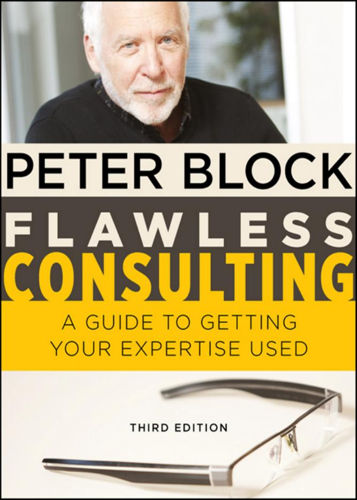 PETER BLOCK
FLAWLESS
CONSULTING
A GUIDE TO GETTING
YOUR EXPERTISE USED
THIRD EDITION